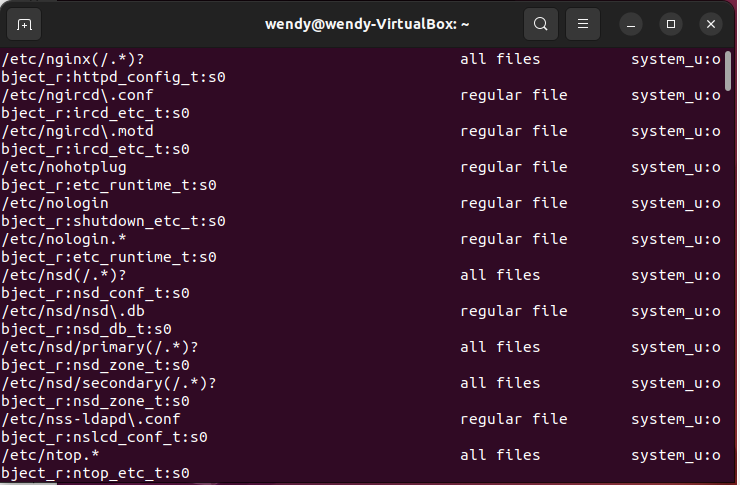 wendy@wendy-VirtualBox: ~
/etc/nginx(/.*)? all files system_u:o
bject_r:httpd_config_t:s0
/etc/ngircd\.conf regular file system_u:o
bject_r:ircd_etc_t:s0
/etc/ngircd\.motd regular file system_u:o
bject_r:ircd_etc_t:s0
/etc/nohotplug regular file system_u:o
bject_r:etc_runtime_t:s0
/etc/nologin regular file system_u:o
bject_r:shutdown_etc_t:s0
/etc/nologin.* regular file system_u:o
bject_r:etc_runtime_t:s0
/etc/nsd(/.*)? all files system_u:o
bject_r:nsd_conf_t:s0
/etc/nsd/nsd\.db regular file system_u:o
bject_r:nsd_db_t:s0
/etc/nsd/primary(/.*)? all files system_u:o
bject_r:nsd_zone_t:s0
/etc/nsd/secondary(/.*)? all files system_u:o
bject_r:nsd_zone_t:s0
/etc/nss-ldapd\.conf regular file system_u:o
bject_r:nslcd_conf_t:s0
/etc/ntop.* all files system_u:o
bject_r:ntop_etc_t:s0